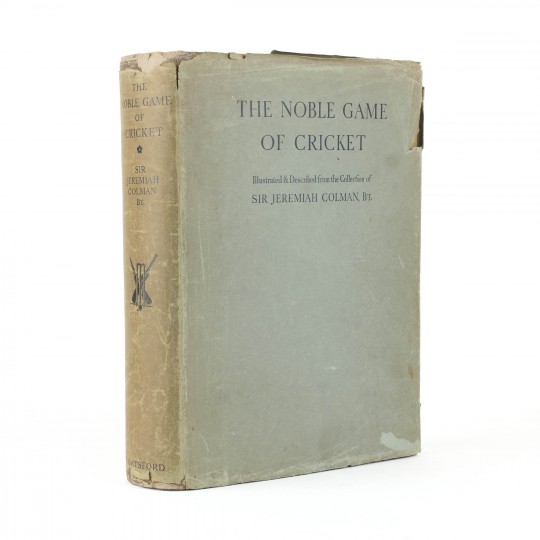 THE
NOBLE GAME
OF
CRICKET
SIR
JEREMIAH
COLMAN
Bt.
BATSFORD
THE NOBLE GAME
OF CRICKET
Illustrated & Described from the Collection of
SIR JEREMIAH COLMAN, Bt.